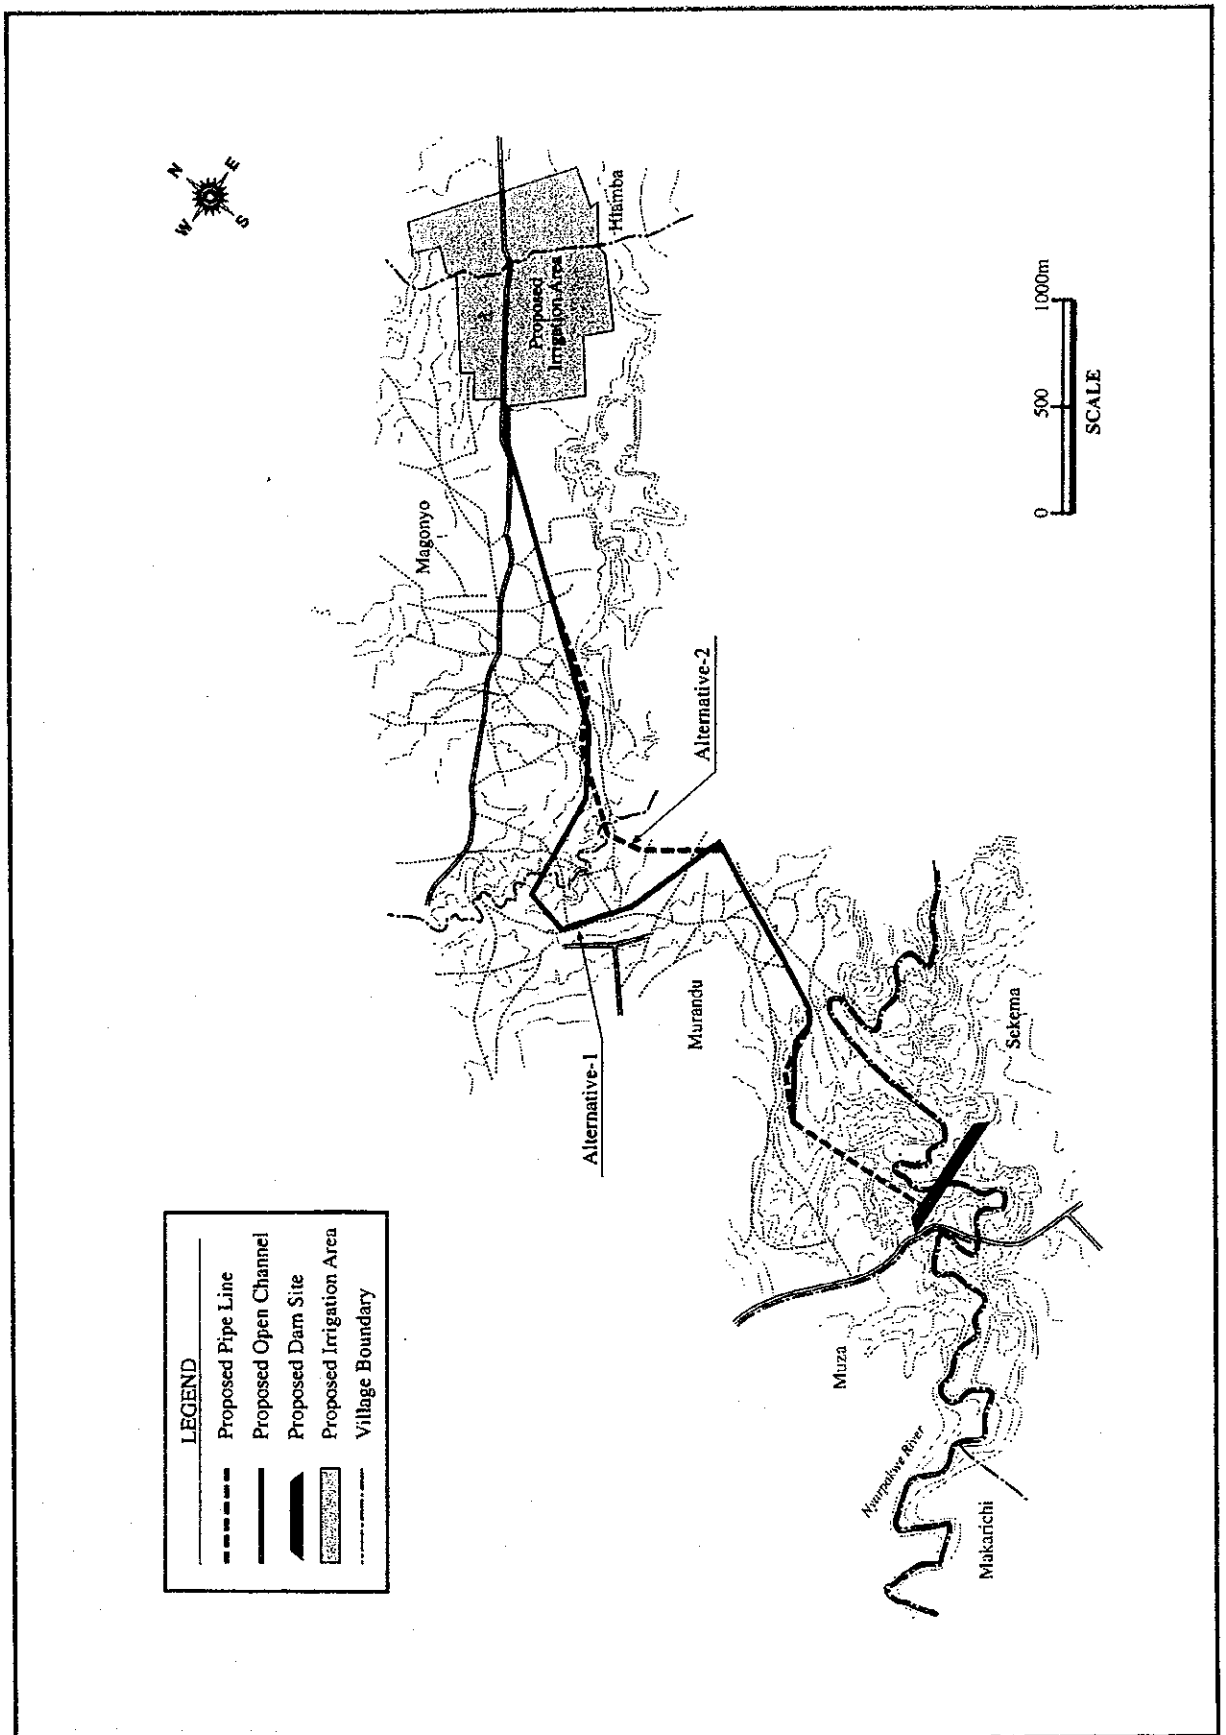 LEGEND
Proposed Pipe Line
Proposed Open Channel
Proposed Dam Site
Proposed Irrigation Area
Village Boundary
N
E
S
W
Magonyo
Hlamba
Proposed
Irrigation Area
Alternative-1
Alternative-2
Murandu
Muza
Sekema
Makarichi
Nyarpakwe River
0
500
1000m
SCALE